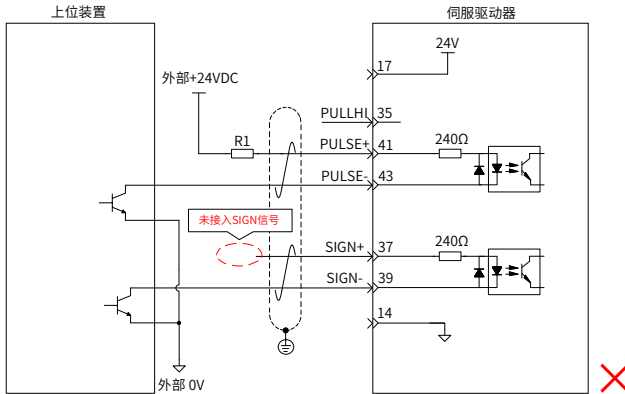 上位装置
伺服驱动器
24V
17
外部+24VDC
PULLHI 35
R1
PULSE+ 41
240Ω
PULSE- 43
未接入SIGN信号
SIGN+ 37
240Ω
SIGN- 39
14
外部 0V